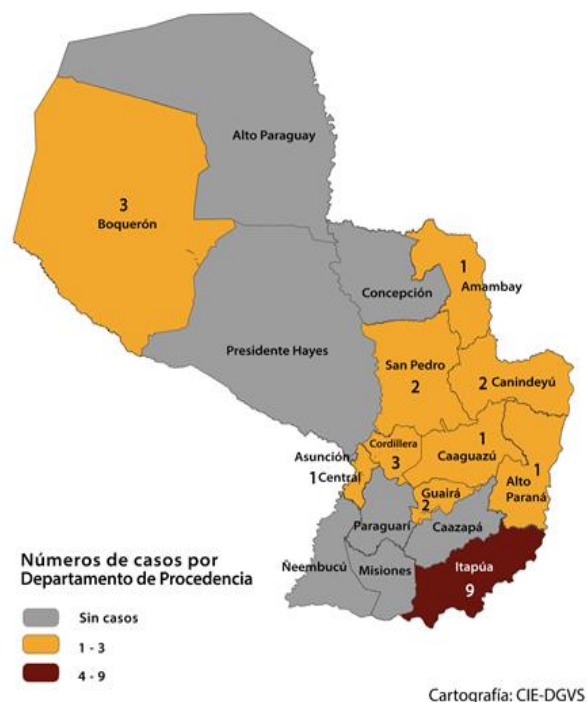 Alto Paraguay
3
Boquerón
1
Amambay
Concepción
Presidente Hayes
San Pedro
2
2 Canindeyú
Asunción
1 Central
Cordillera
3
1
Caaguazú
1
Alto
Paraná
Guairá
2
Paraguarí
Caazapá
Ñeembucú
Misiones
Itapúa
9
Números de casos por
Departamento de Procedencia
Sin casos
1 - 3
4 - 9
Cartografía: CIE-DGVS